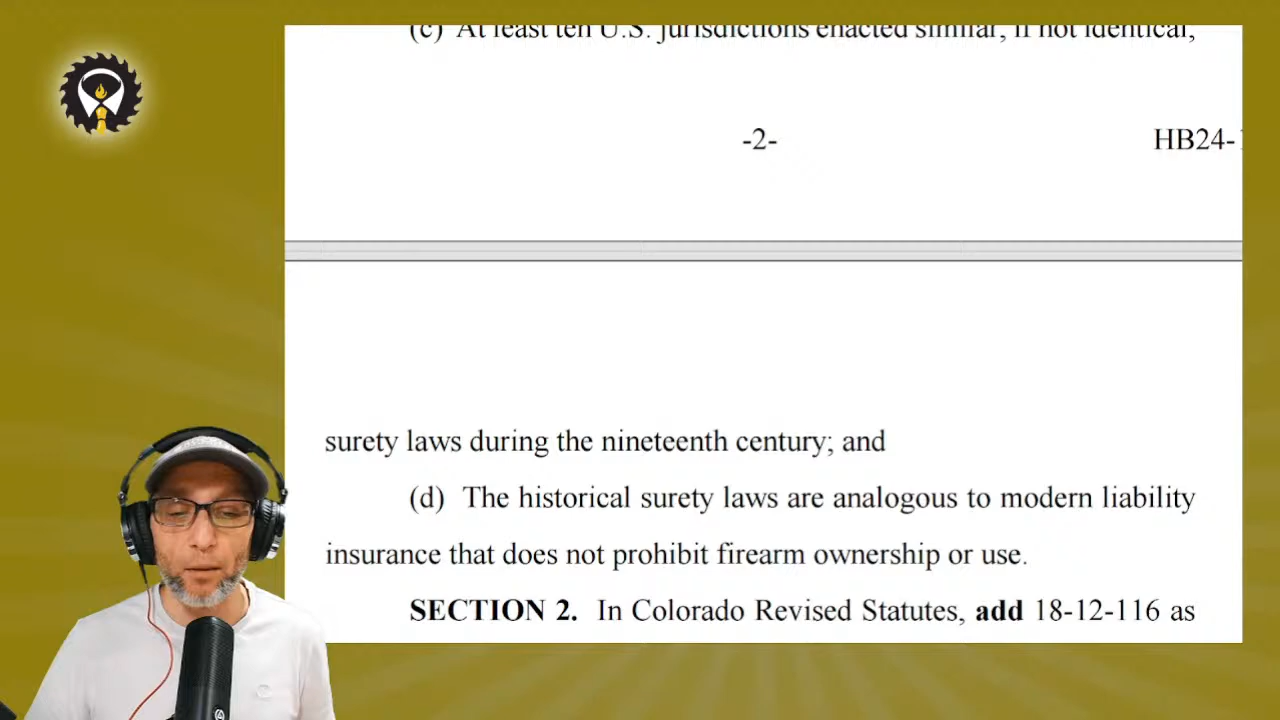 (c) At least ten U.S. jurisdictions enacted similar, if not identical,
-2-
HB24-
surety laws during the nineteenth century; and
(d) The historical surety laws are analogous to modern liability
insurance that does not prohibit firearm ownership or use.
SECTION 2. In Colorado Revised Statutes, add 18-12-116 as